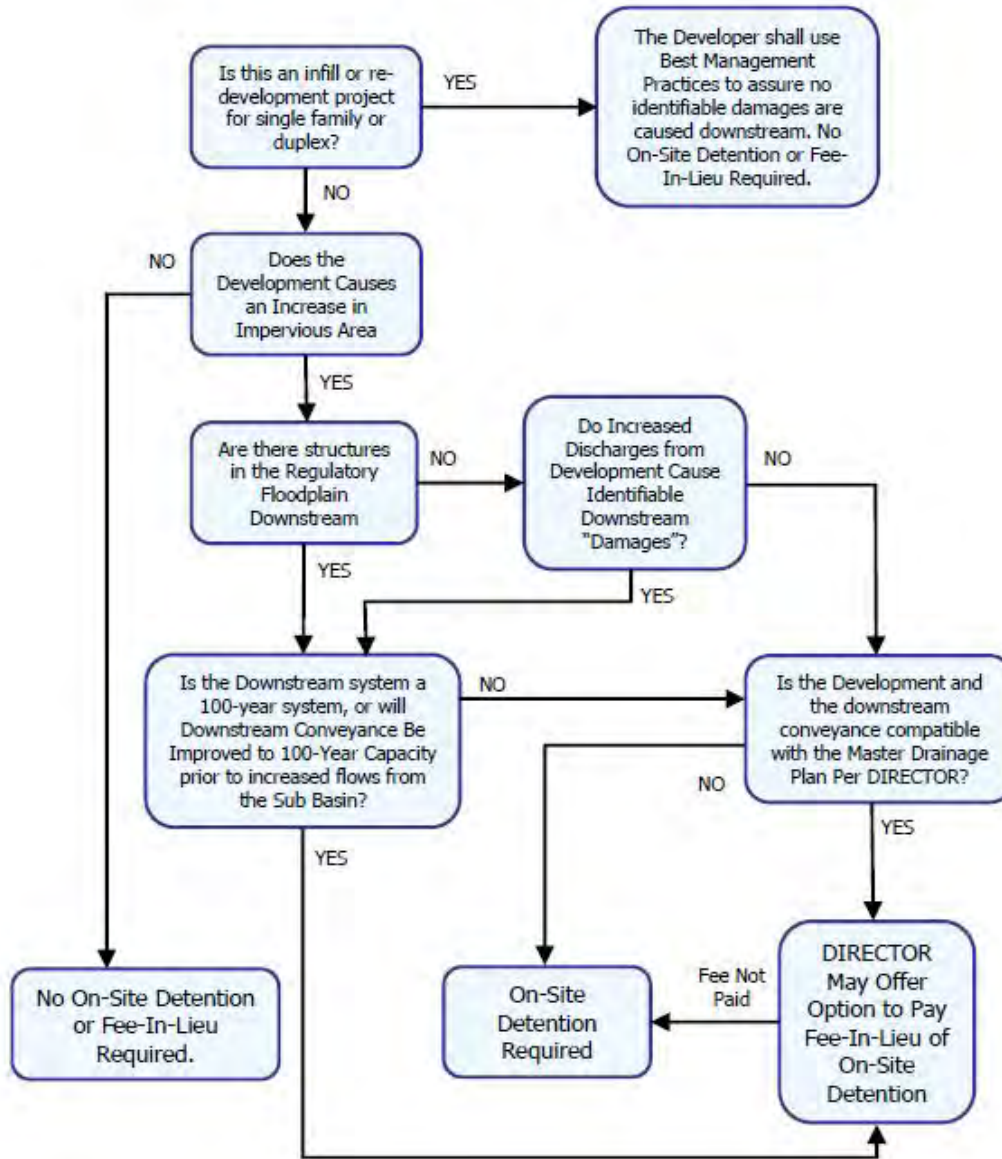 Is this an infill or re-
development project
for single family or
duplex?
YES
The Developer shall use
Best Management
Practices to assure no
identifiable damages are
caused downstream. No
On-Site Detention or Fee-
In-Lieu Required.
NO
NO
Does the
Development Causes
an Increase in
Impervious Area
YES
Are there structures
in the Regulatory
Floodplain
Downstream
NO
Do Increased
Discharges from
Development Cause
Identifiable
Downstream
"Damages"?
NO
YES
YES
Is the Downstream system a
100-year system, or will
Downstream Conveyance Be
Improved to 100-Year Capacity
prior to increased flows from
the Sub Basin?
NO
Is the Development and
the downstream
conveyance compatible
with the Master Drainage
Plan Per DIRECTOR?
NO
YES
YES
No On-Site Detention
or Fee-In-Lieu
Required.
On-Site
Detention
Required
Fee Not
Paid
DIRECTOR
May Offer
Option to Pay
Fee-In-Lieu of
On-Site
Detention